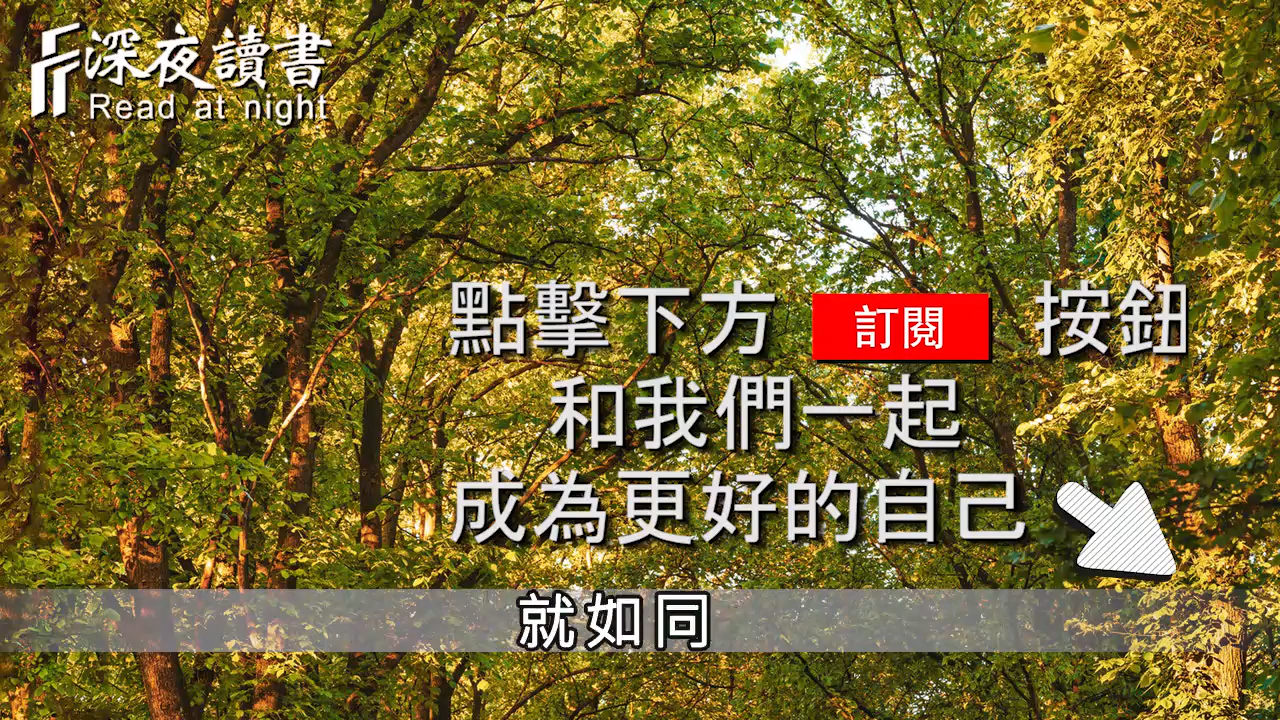 深夜讀書
Read at night
點擊下方 訂閱 按鈕
和我們一起
成為更好的自己
就如同